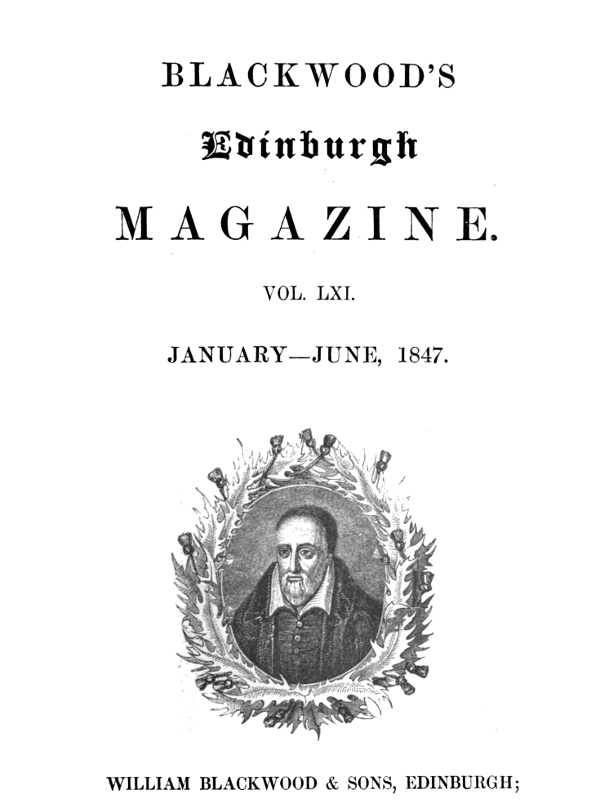 BLACKWOOD'S
Edinburgh
MAGAZINE.
VOL. LXI.
JANUARY—JUNE, 1847.
WILLIAM BLACKWOOD & SONS, EDINBURGH;